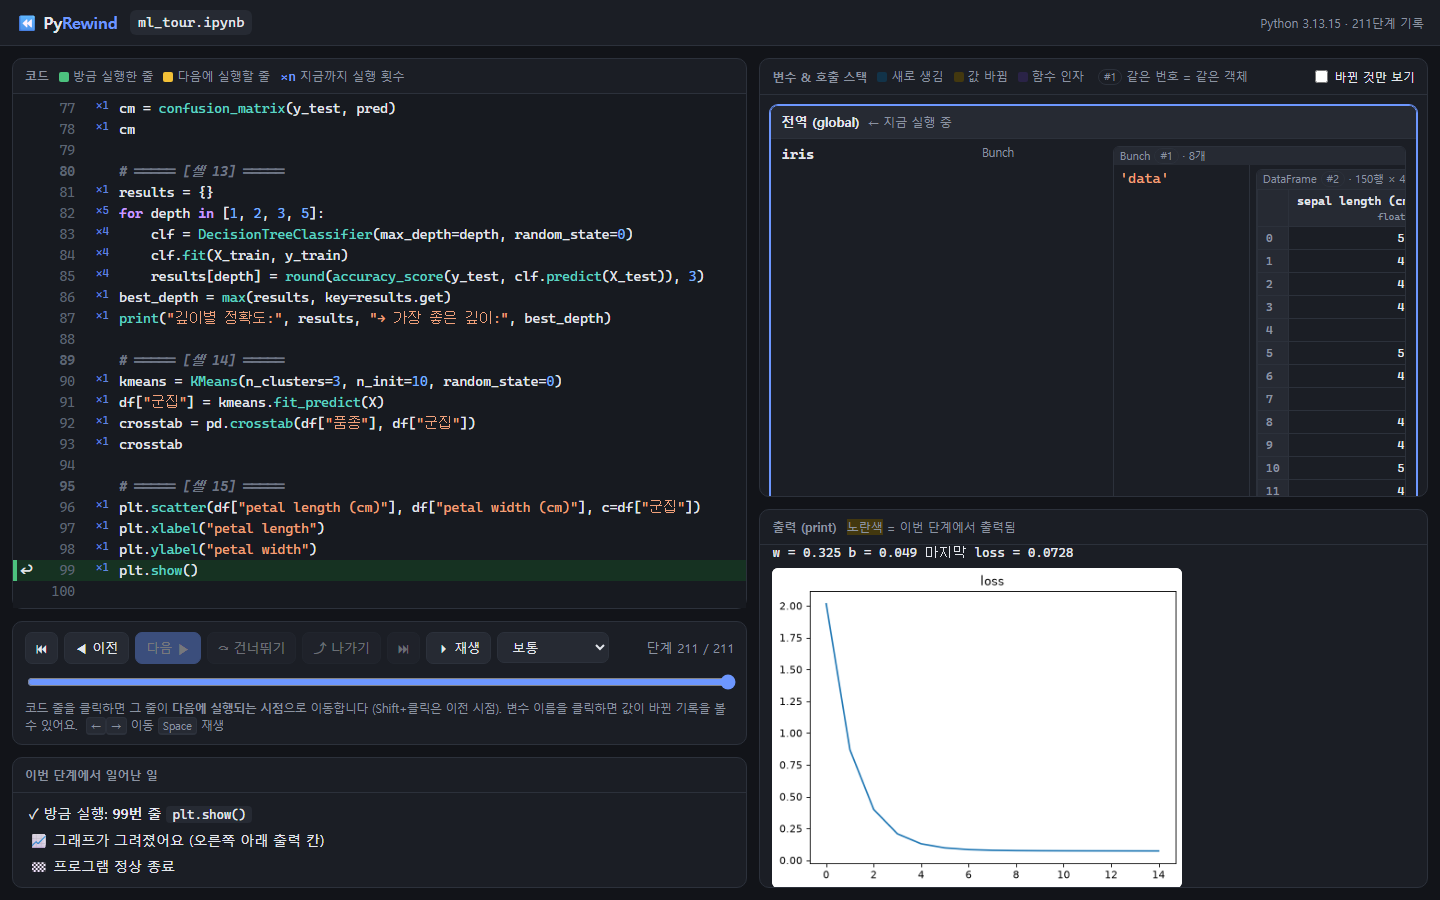 PyRewind ml_tour.ipynb Python 3.13.15 · 211단계 기록
코드 방금 실행한 줄 다음에 실행할 줄 ×n 지금까지 실행 횟수
77 ×1 cm = confusion_matrix(y_test, pred)
78 ×1 cm
79
80 # ══════ [셀 13] ══════
81 ×1 results = {}
82 ×5 for depth in [1, 2, 3, 5]:
83 ×4 clf = DecisionTreeClassifier(max_depth=depth, random_state=0)
84 ×4 clf.fit(X_train, y_train)
85 ×4 results[depth] = round(accuracy_score(y_test, clf.predict(X_test)), 3)
86 ×1 best_depth = max(results, key=results.get)
87 ×1 print("깊이별 정확도:", results, "→ 가장 좋은 깊이:", best_depth)
88
89 # ══════ [셀 14] ══════
90 ×1 kmeans = KMeans(n_clusters=3, n_init=10, random_state=0)
91 ×1 df["군집"] = kmeans.fit_predict(X)
92 ×1 crosstab = pd.crosstab(df["품종"], df["군집"])
93 ×1 crosstab
94
95 # ══════ [셀 15] ══════
96 ×1 plt.scatter(df["petal length (cm)"], df["petal width (cm)"], c=df["군집"])
97 ×1 plt.xlabel("petal length")
98 ×1 plt.ylabel("petal width")
99 ×1 plt.show()
100
◀ 이전 다음 ▶ 건너뛰기 나가기 재생 보통 단계 211 / 211
코드 줄을 클릭하면 그 줄이 다음에 실행되는 시점으로 이동합니다 (Shift+클릭은 이전 시점). 변수 이름을 클릭하면 값이 바뀐 기록을 볼
수 있어요. ← → 이동 Space 재생
이번 단계에서 일어난 일
✓ 방금 실행: 99번 줄 plt.show()
그래프가 그려졌어요 (오른쪽 아래 출력 칸)
프로그램 정상 종료
변수 & 호출 스택 새로 생김 값 바뀜 함수 인자 #1 같은 번호 = 같은 객체 바뀐 것만 보기
전역 (global) ← 지금 실행 중
iris Bunch Bunch #1 · 8개
'data' DataFrame #2 · 150행 × 4
sepal length (cm
float
0 5
1 4
2 4
3 4
4
5 5
6 4
7
8 4
9 4
10 5
11 4
출력 (print) 노란색 = 이번 단계에서 출력됨
w = 0.325 b = 0.049 마지막 loss = 0.0728
loss
2.00
1.75
1.50
1.25
1.00
0.75
0.50
0.25
0.00
0 2 4 6 8 10 12 14